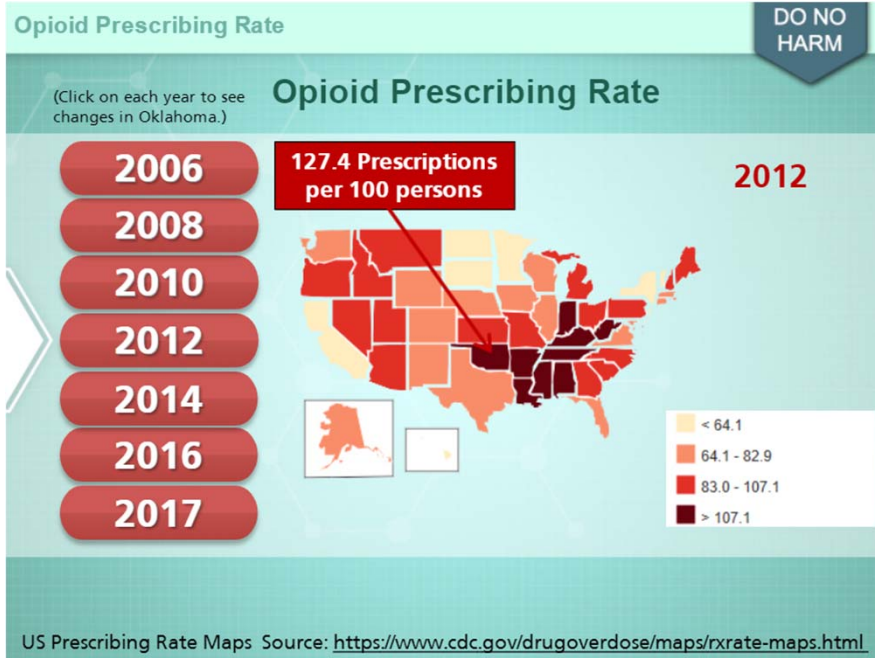 Opioid Prescribing Rate
DO NO
HARM
(Click on each year to see
changes in Oklahoma.)
Opioid Prescribing Rate
2006
2008
2010
2012
2014
2016
2017
127.4 Prescriptions
per 100 persons
2012
< 64.1
64.1 - 82.9
83.0 - 107.1
> 107.1
US Prescribing Rate Maps Source: https://www.cdc.gov/drugoverdose/maps/rxrate-maps.html